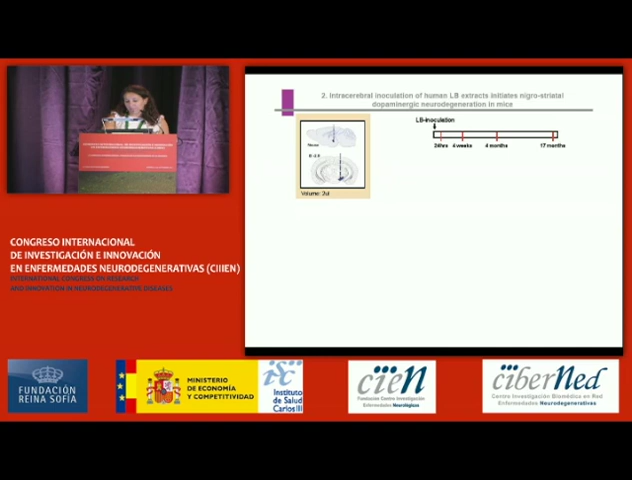 2. Intracerebral inoculation of human LB extracts initiates nigro-striatal
dopaminergic neurodegeneration in mice
LB-inoculation
24hrs 4 weeks 4 months 17 months
Volume: 2ul
CONGRESO INTERNACIONAL
DE INVESTIGACIÓN E INNOVACIÓN
EN ENFERMEDADES NEURODEGENERATIVAS (CIIIEN)
INTERNATIONAL CONGRESS ON RESEARCH
AND INNOVATION IN NEURODEGENERATIVE DISEASES
FUNDACIÓN
REINA SOFÍA
MINISTERIO
DE ECONOMÍA
Y COMPETITIVIDAD
isc
Instituto
de Salud
Carlos III
cien
Fundación Centro Investigación
Enfermedades Neurológicas
ciberned
Centro Investigación Biomédica en Red
Enfermedades Neurodegenerativas